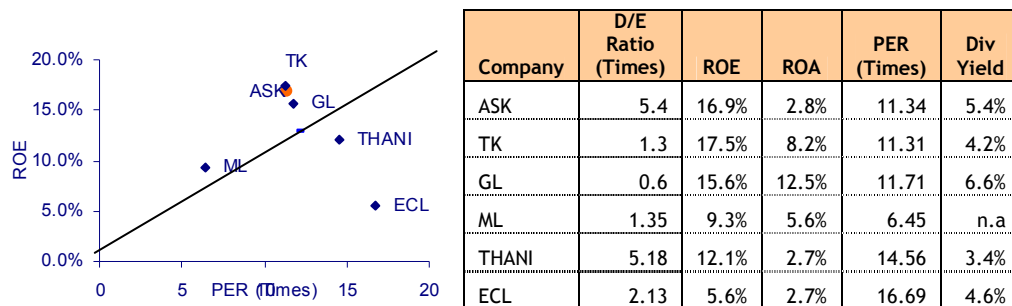 20.0%
15.0%
10.0%
5.0%
0.0%
ROE
TK
ASK
GL
THANI
ML
ECL
0 5 10 15 20
PER (Times)
Company D/E Ratio (Times) ROE ROA PER (Times) Div Yield
ASK 5.4 16.9% 2.8% 11.34 5.4%
TK 1.3 17.5% 8.2% 11.31 4.2%
GL 0.6 15.6% 12.5% 11.71 6.6%
ML 1.35 9.3% 5.6% 6.45 n.a
THANI 5.18 12.1% 2.7% 14.56 3.4%
ECL 2.13 5.6% 2.7% 16.69 4.6%